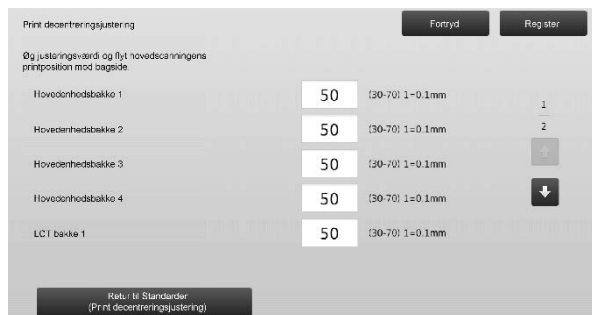 Print decentreringsjustering
Fortryd
Register
Øg justeringsværdi og flyt hovedscanningens
printposition mod bagside.
Hovedenhedsbakke 1 50 (30-70) 1=0.1mm
Hovedenhedsbakke 2 50 (30-70) 1=0.1mm
Hovedenhedsbakke 3 50 (30-70) 1=0.1mm
Hovedenhedsbakke 4 50 (30-70) 1=0.1mm
LCT bakke 1 50 (30-70) 1=0.1mm
1
2
Retur til Standarder
(Print decentreringsjustering)